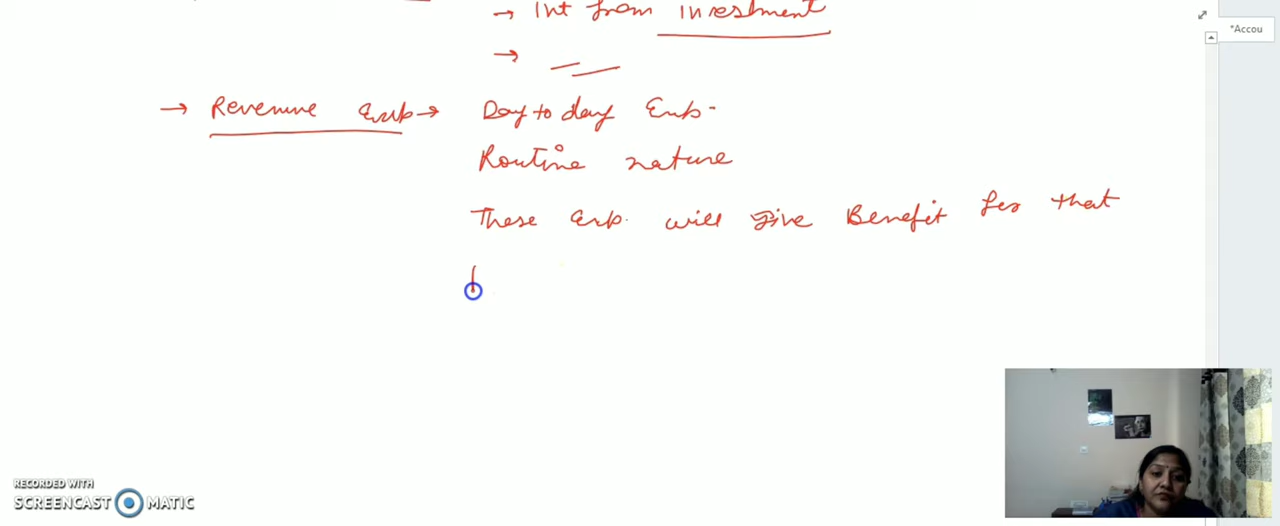 → Int from Investment
*Accou
→
→ Revenue Exp → Day to day Exp.
Routine nature
These Exp. will give Benefit for that
RECORDED WITH
SCREENCAST MATIC